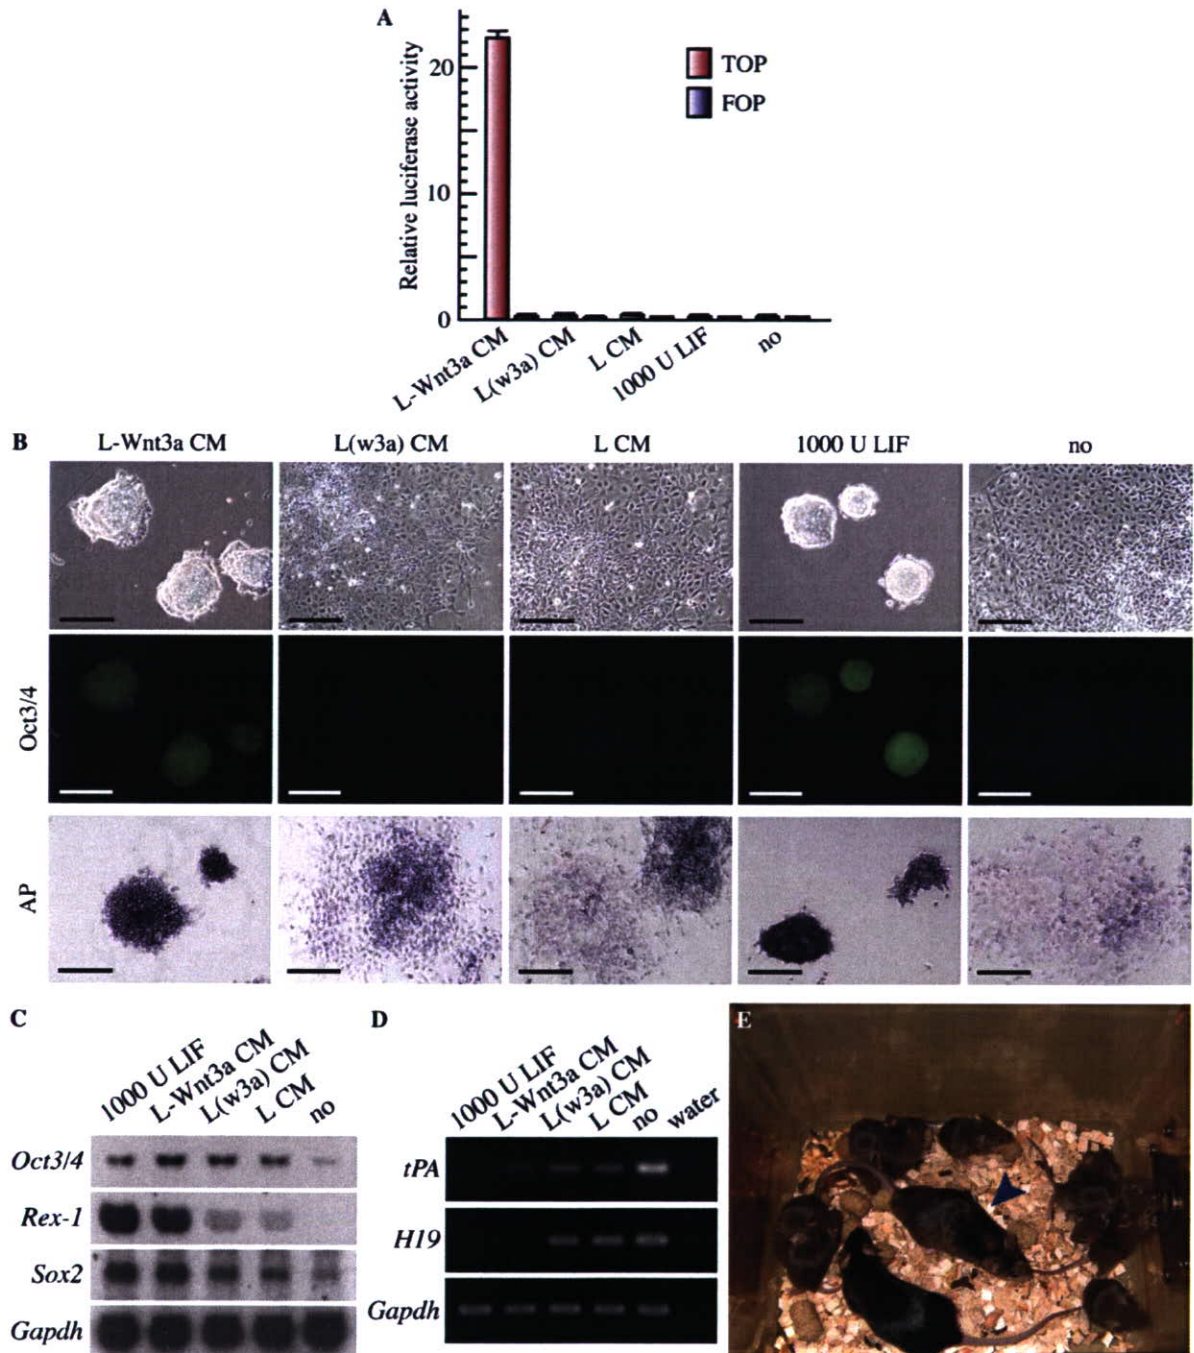 A
Relative luciferase activity
20
10
0
TOP
FOP
L-Wnt3a CM
L(w3a) CM
L CM
1000 U LIF
no
B
L-Wnt3a CM
L(w3a) CM
L CM
1000 U LIF
no
Oct3/4
AP
C
1000 U LIF
L-Wnt3a CM
L(w3a) CM
L CM
no
Oct3/4
Rex-1
Sox2
Gapdh
D
1000 U LIF
L-Wnt3a CM
L(w3a) CM
L CM
no
water
tPA
H19
Gapdh
E